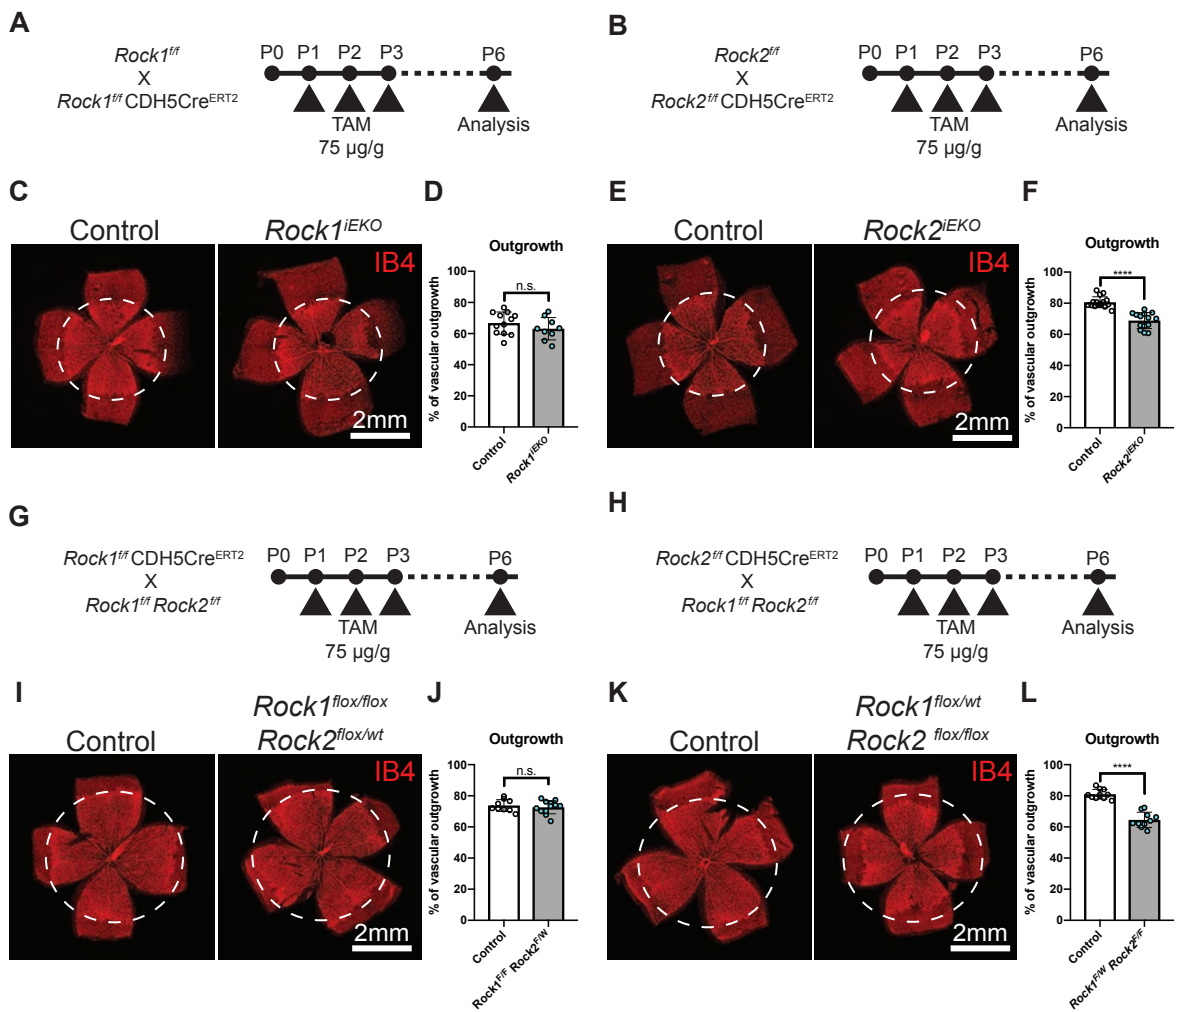 A
Rock1f/f
X
Rock1f/f CDH5CreERT2
P0 P1 P2 P3 P6
TAM
75 µg/g
Analysis
B
Rock2f/f
X
Rock2f/f CDH5CreERT2
P0 P1 P2 P3 P6
TAM
75 µg/g
Analysis
C
Control
Rock1iEKO
IB4
2mm
D
Outgrowth
% of vascular outgrowth
100
80
60
40
20
0
n.s.
Control
Rock1iEKO
E
Control
Rock2iEKO
IB4
2mm
F
Outgrowth
% of vascular outgrowth
100
80
60
40
20
0
****
Control
Rock2iEKO
G
Rock1f/f CDH5CreERT2
X
Rock1f/f Rock2f/f
P0 P1 P2 P3 P6
TAM
75 µg/g
Analysis
H
Rock2f/f CDH5CreERT2
X
Rock1f/f Rock2f/f
P0 P1 P2 P3 P6
TAM
75 µg/g
Analysis
I
Control
Rock1flox/flox
Rock2flox/wt
IB4
2mm
J
Outgrowth
% of vascular outgrowth
100
80
60
40
20
0
n.s.
Control
Rock1F/F Rock2F/W
K
Control
Rock1flox/wt
Rock2 flox/flox
IB4
2mm
L
Outgrowth
% of vascular outgrowth
100
80
60
40
20
0
****
Control
Rock1F/W Rock2F/F